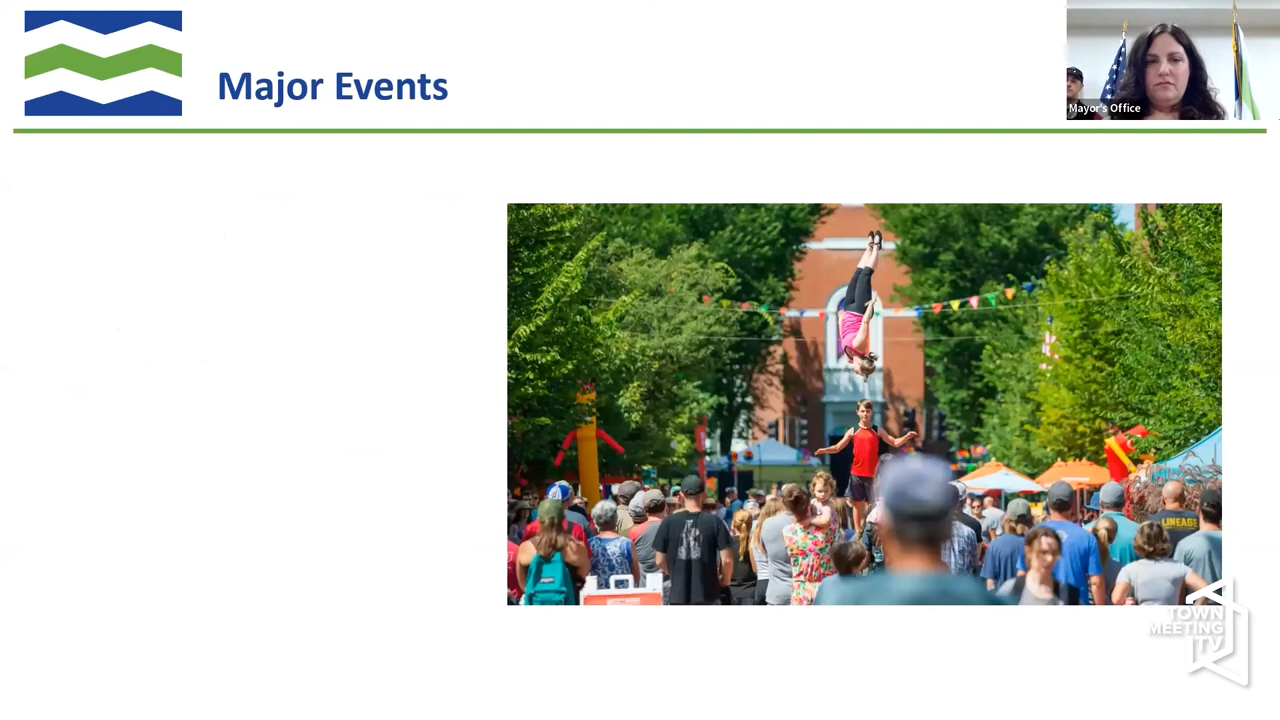 Major Events
Mayor's Office
LINEAGE
TOWN
MEETING
TV